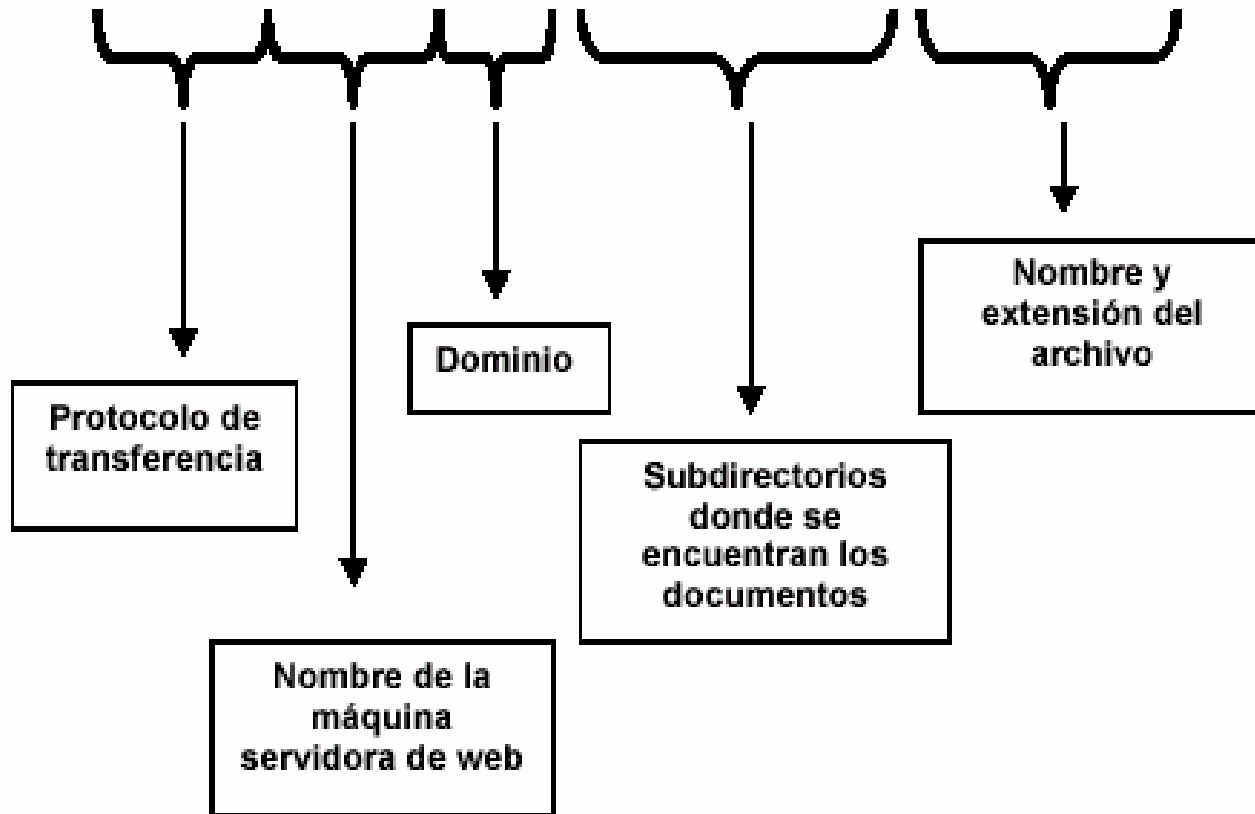 Protocolo de
transferencia
Nombre de la
máquina
servidora de web
Dominio
Subdirectorios
donde se
encuentran los
documentos
Nombre y
extensión del
archivo